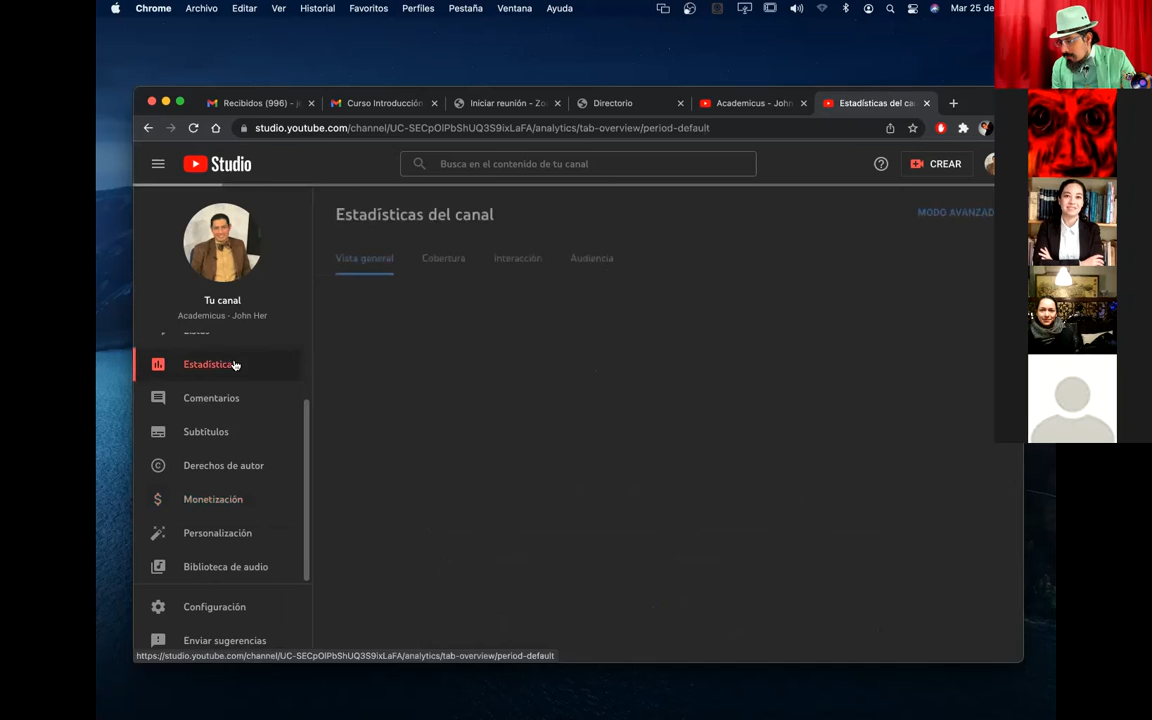 Chrome Archivo Editar Ver Historial Favoritos Perfiles Pestaña Ventana Ayuda Mar 25 de
Recibidos (996) - j
Curso Introducción
Iniciar reunión - Zo
Directorio
Academicus - John
Estadísticas del ca
studio.youtube.com/channel/UC-SECpOIPbShUQ3S9ixLaFA/analytics/tab-overview/period-default
Studio
Busca en el contenido de tu canal
CREAR
Estadísticas del canal
MODO AVANZAD
Vista general Cobertura Interacción Audiencia
Tu canal
Academicus - John Her
Listas
Estadística
Comentarios
Subtítulos
Derechos de autor
Monetización
Personalización
Biblioteca de audio
Configuración
Enviar sugerencias
https://studio.youtube.com/channel/UC-SECpOIPbShUQ3S9ixLaFA/analytics/tab-overview/period-default